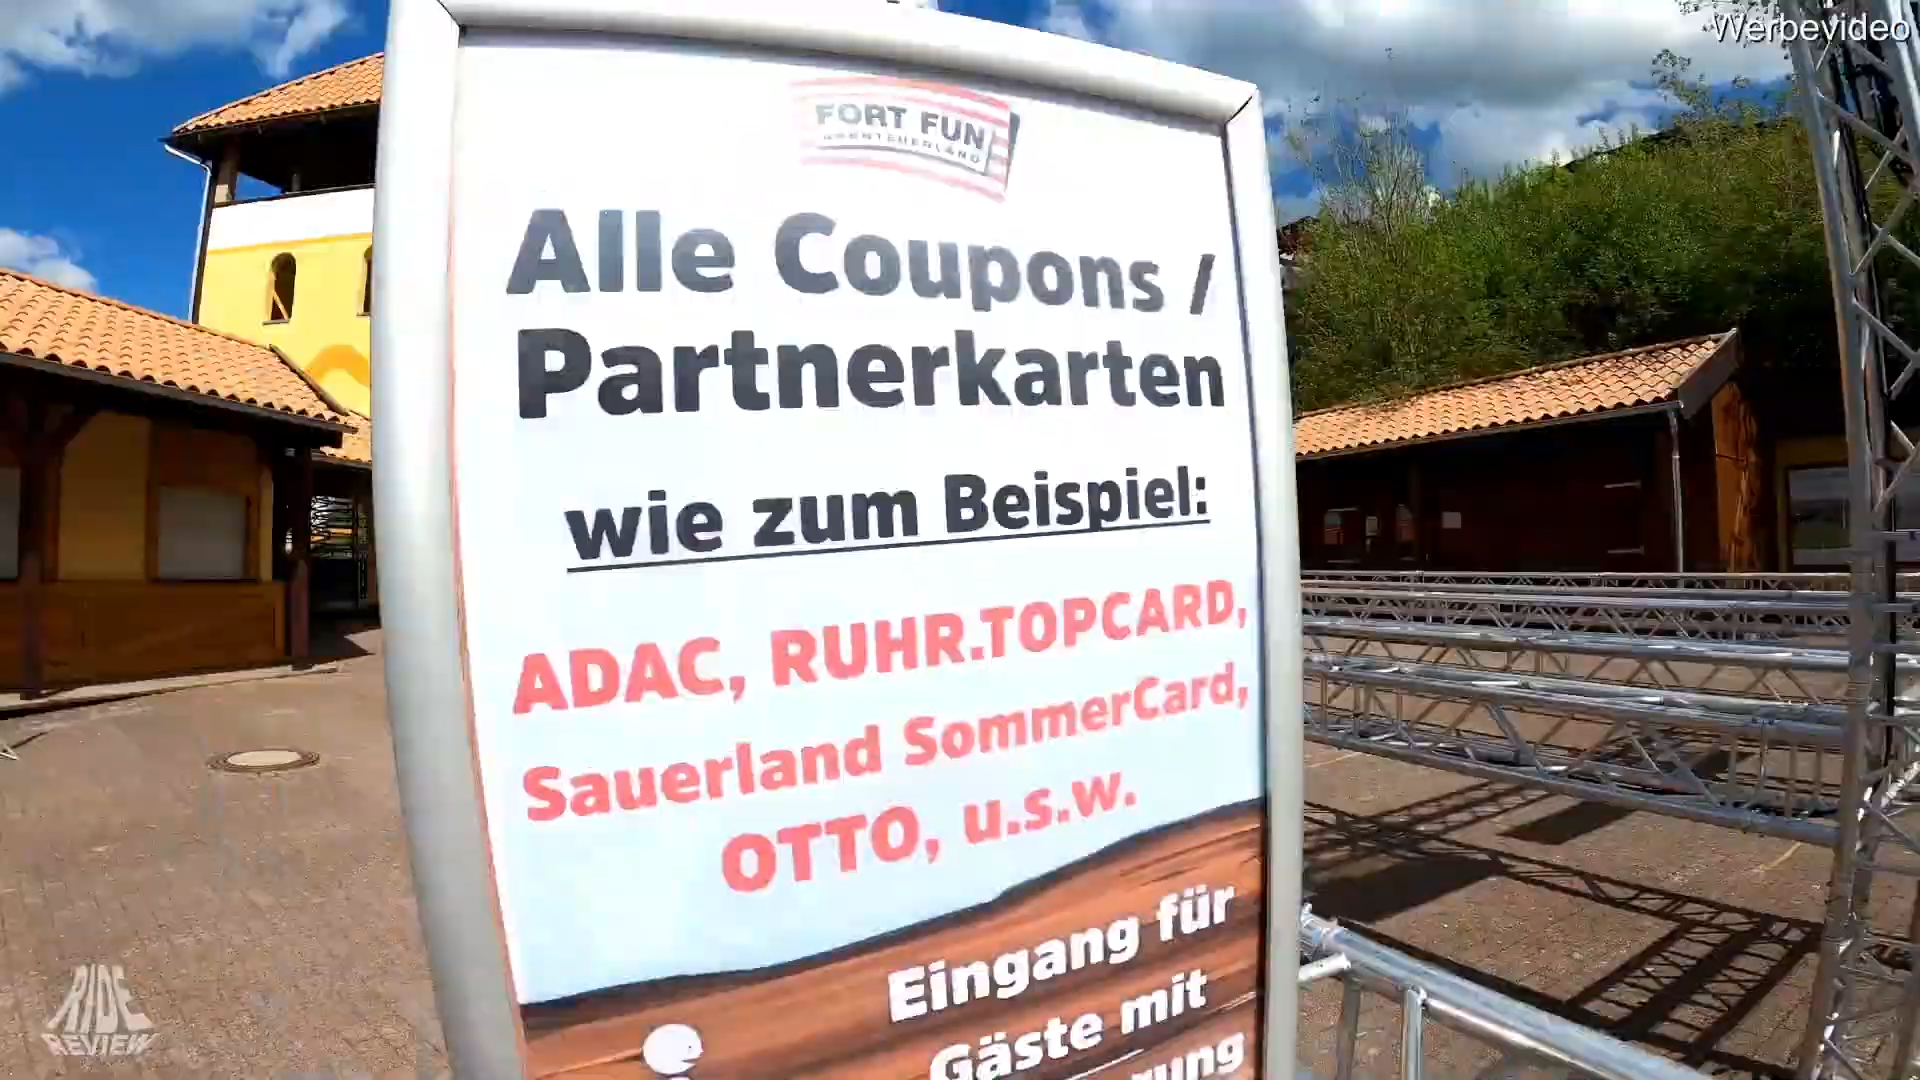 Werbevideo
FORT FUN
ABENTEUERLAND
Alle Coupons /
Partnerkarten
wie zum Beispiel:
ADAC, RUHR.TOPCARD,
Sauerland SommerCard,
OTTO, u.s.w.
Eingang für
Gäste mit
RIDE
REVIEW